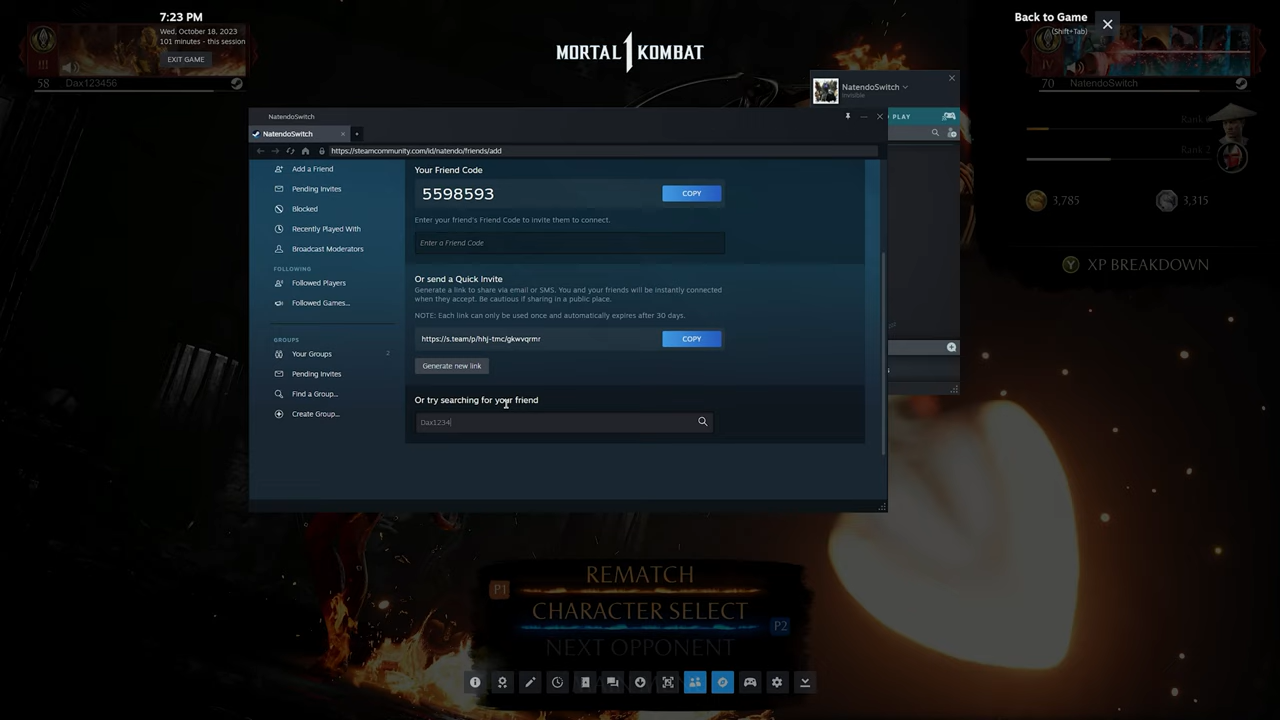 7:23 PM
Wed, October 18, 2023
101 minutes - this session
EXIT GAME
58 Dax123456
MORTAL KOMBAT 1
Back to Game
(Shift+Tab)
70 NatendoSwitch
NatendoSwitch
Invisible
PLAY
Rank
Rank 2
3,785
3,315
Y XP BREAKDOWN
NatendoSwitch
NatendoSwitch
https://steamcommunity.com/id/natendo/friends/add
Add a Friend
Pending Invites
Blocked
Recently Played With
Broadcast Moderators
FOLLOWING
Followed Players
Followed Games...
GROUPS
Your Groups 2
Pending Invites
Find a Group...
Create Group...
Your Friend Code
5598593
COPY
Enter your friend's Friend Code to invite them to connect.
Enter a Friend Code
Or send a Quick Invite
Generate a link to share via email or SMS. You and your friends will be instantly connected
when they accept. Be cautious if sharing in a public place.
NOTE: Each link can only be used once and automatically expires after 30 days.
https://s.team/p/hhj-tmc/gkwvqrmr
COPY
Generate new link
Or try searching for your friend
Dax1234
REMATCH
P1
CHARACTER SELECT
P2
NEXT OPPONENT